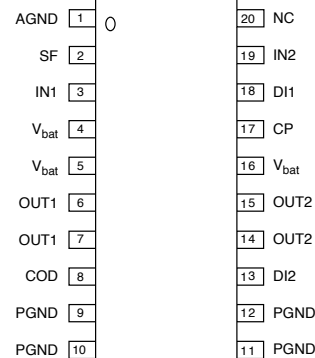 AGND 1 20 NC
SF 2 19 IN2
IN1 3 18 DI1
Vbat 4 17 CP
Vbat 5 16 Vbat
OUT1 6 15 OUT2
OUT1 7 14 OUT2
COD 8 13 DI2
PGND 9 12 PGND
PGND 10 11 PGND